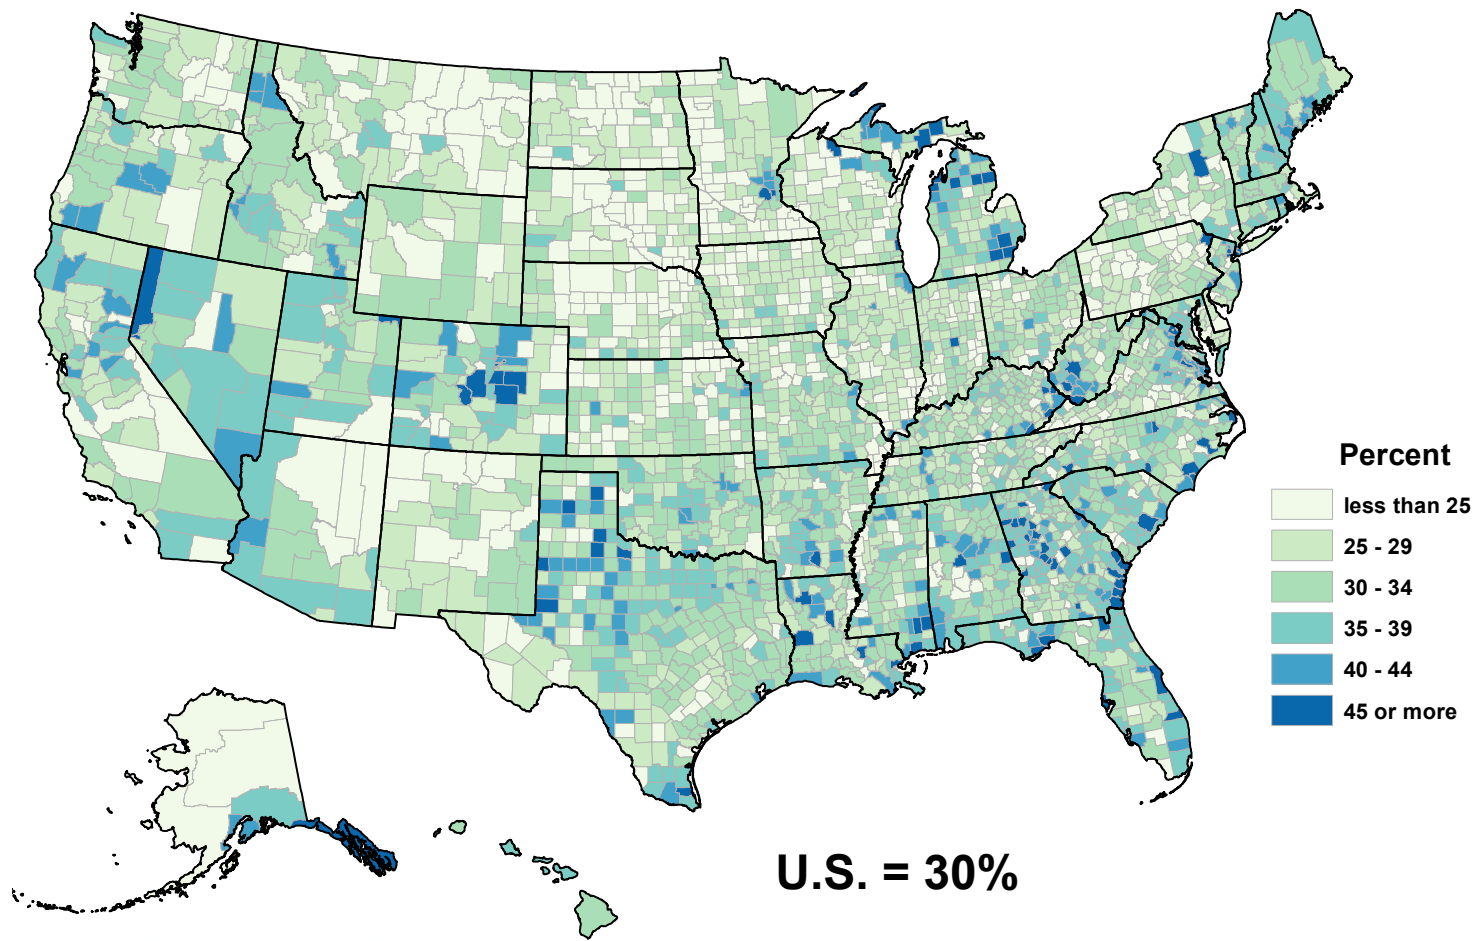 Percent
less than 25
25 - 29
30 - 34
35 - 39
40 - 44
45 or more
U.S. = 30%